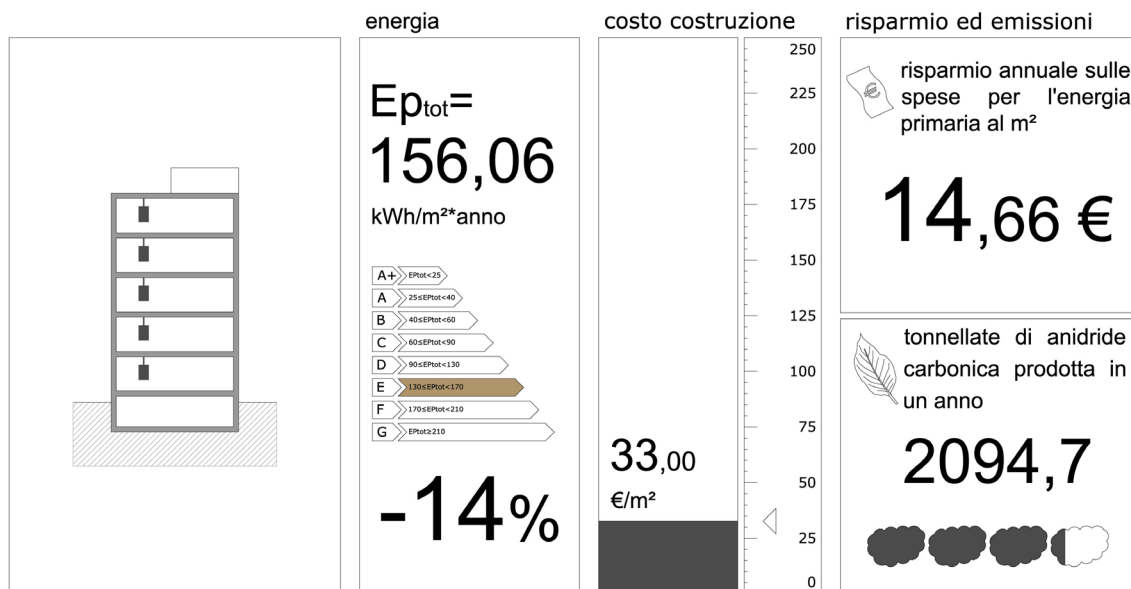 energia
costo costruzione
risparmio ed emissioni
Eptot=
156,06
kWh/m²*anno
A+ EPtot<25
A 25≤EPtot<40
B 40≤EPtot<60
C 60≤EPtot<90
D 90≤EPtot<130
E 130≤EPtot<170
F 170≤EPtot<210
G EPtot≥210
-14%
33,00
€/m²
250
225
200
175
150
125
100
75
50
25
0
€
risparmio annuale sulle
spese per l'energia
primaria al m²
14,66 €
tonnellate di anidride
carbonica prodotta in
un anno
2094,7